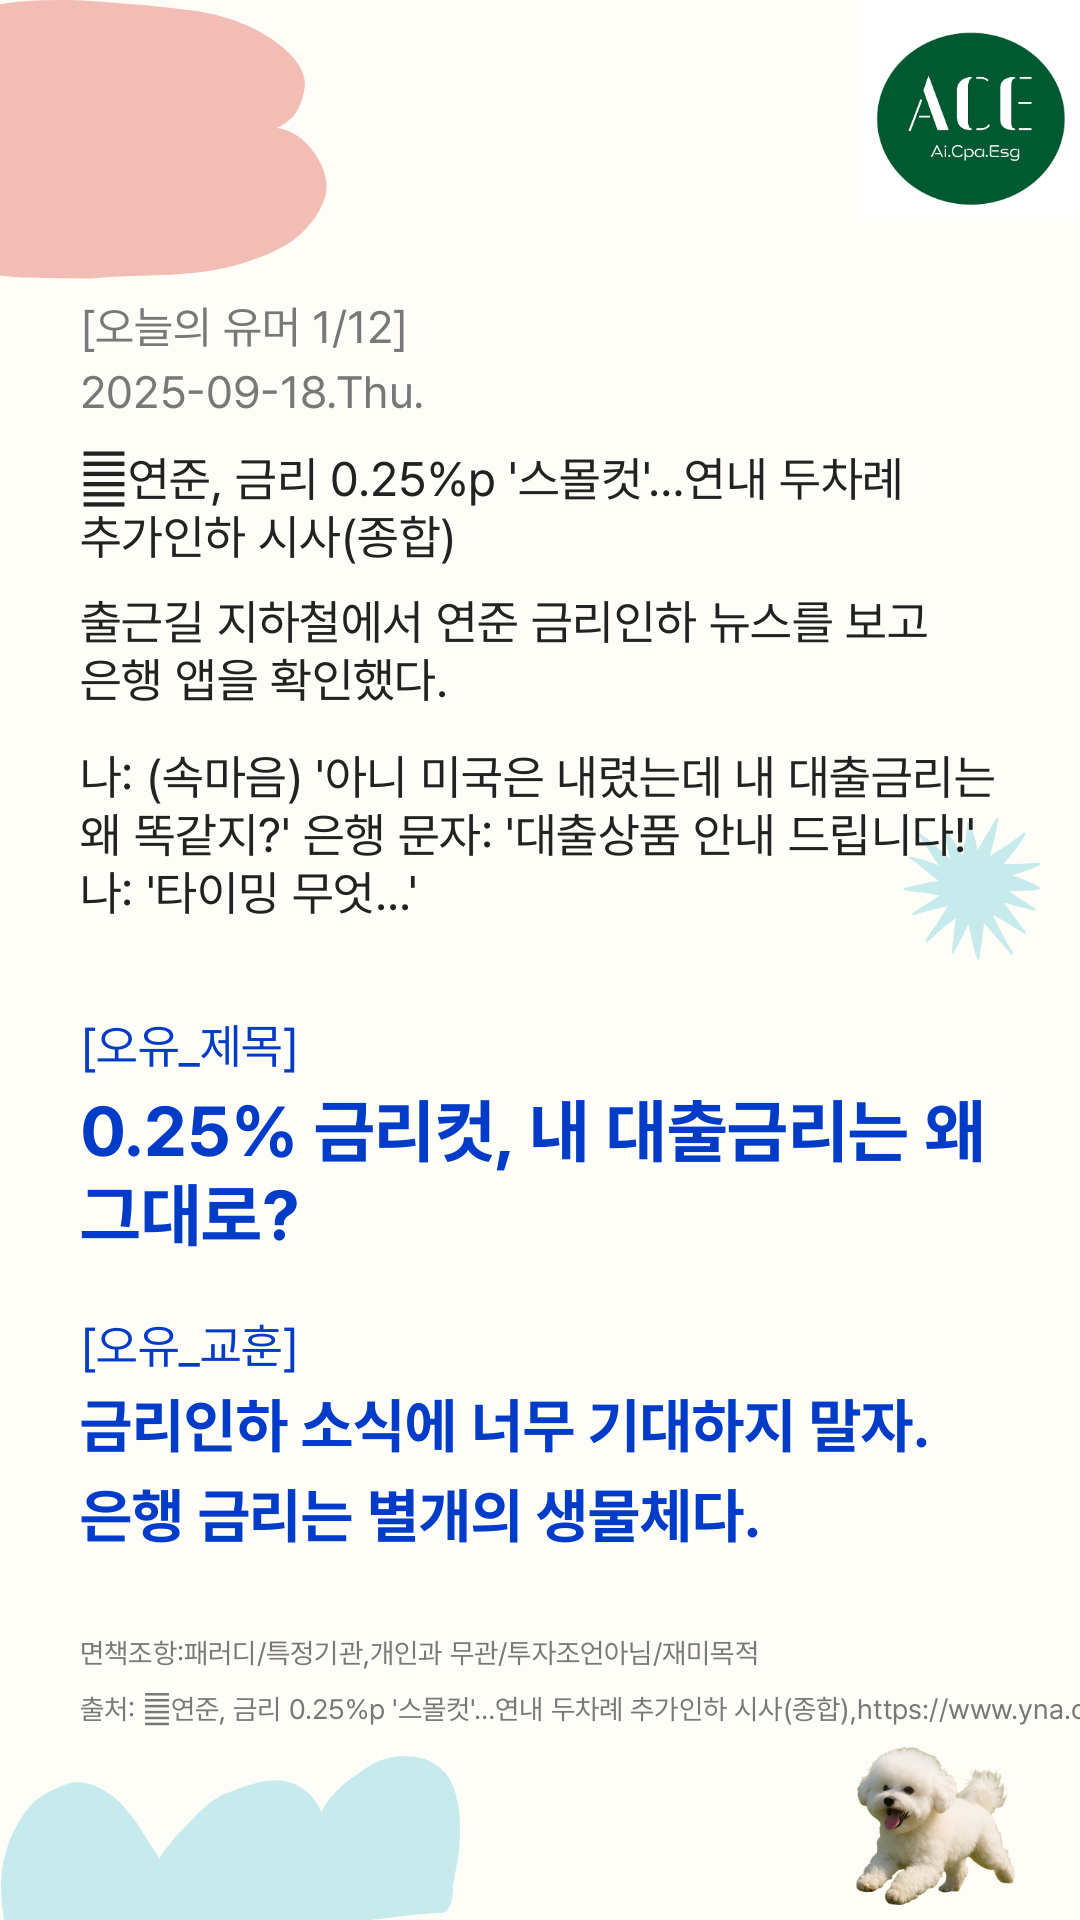 ACE
Ai.Cpa.Esg
[오늘의 유머 1/12]
2025-09-18.Thu.
연준, 금리 0.25%p '스몰컷'…연내 두차례
추가인하 시사(종합)
출근길 지하철에서 연준 금리인하 뉴스를 보고
은행 앱을 확인했다.
나: (속마음) '아니 미국은 내렸는데 내 대출금리는
왜 똑같지?' 은행 문자: '대출상품 안내 드립니다!'
나: '타이밍 무엇...'
[오유_제목]
0.25% 금리컷, 내 대출금리는 왜
그대로?
[오유_교훈]
금리인하 소식에 너무 기대하지 말자.
은행 금리는 별개의 생물체다.
면책조항:패러디/특정기관,개인과 무관/투자조언아님/재미목적
출처: 연준, 금리 0.25%p '스몰컷'…연내 두차례 추가인하 시사(종합),https://www.yna.c